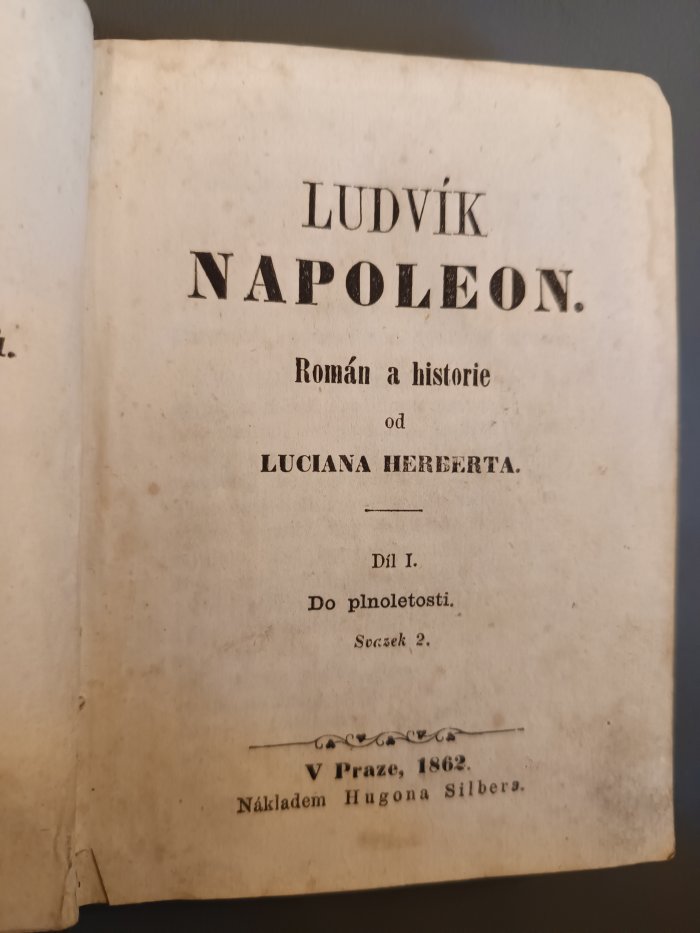 LUDVÍK
NAPOLEON.
Román a historie
od
LUCIANA HERBERTA.
Díl I.
Do plnoletosti.
Svazek 2.
V Praze, 1862.
Nákladem Hugona Silbera.